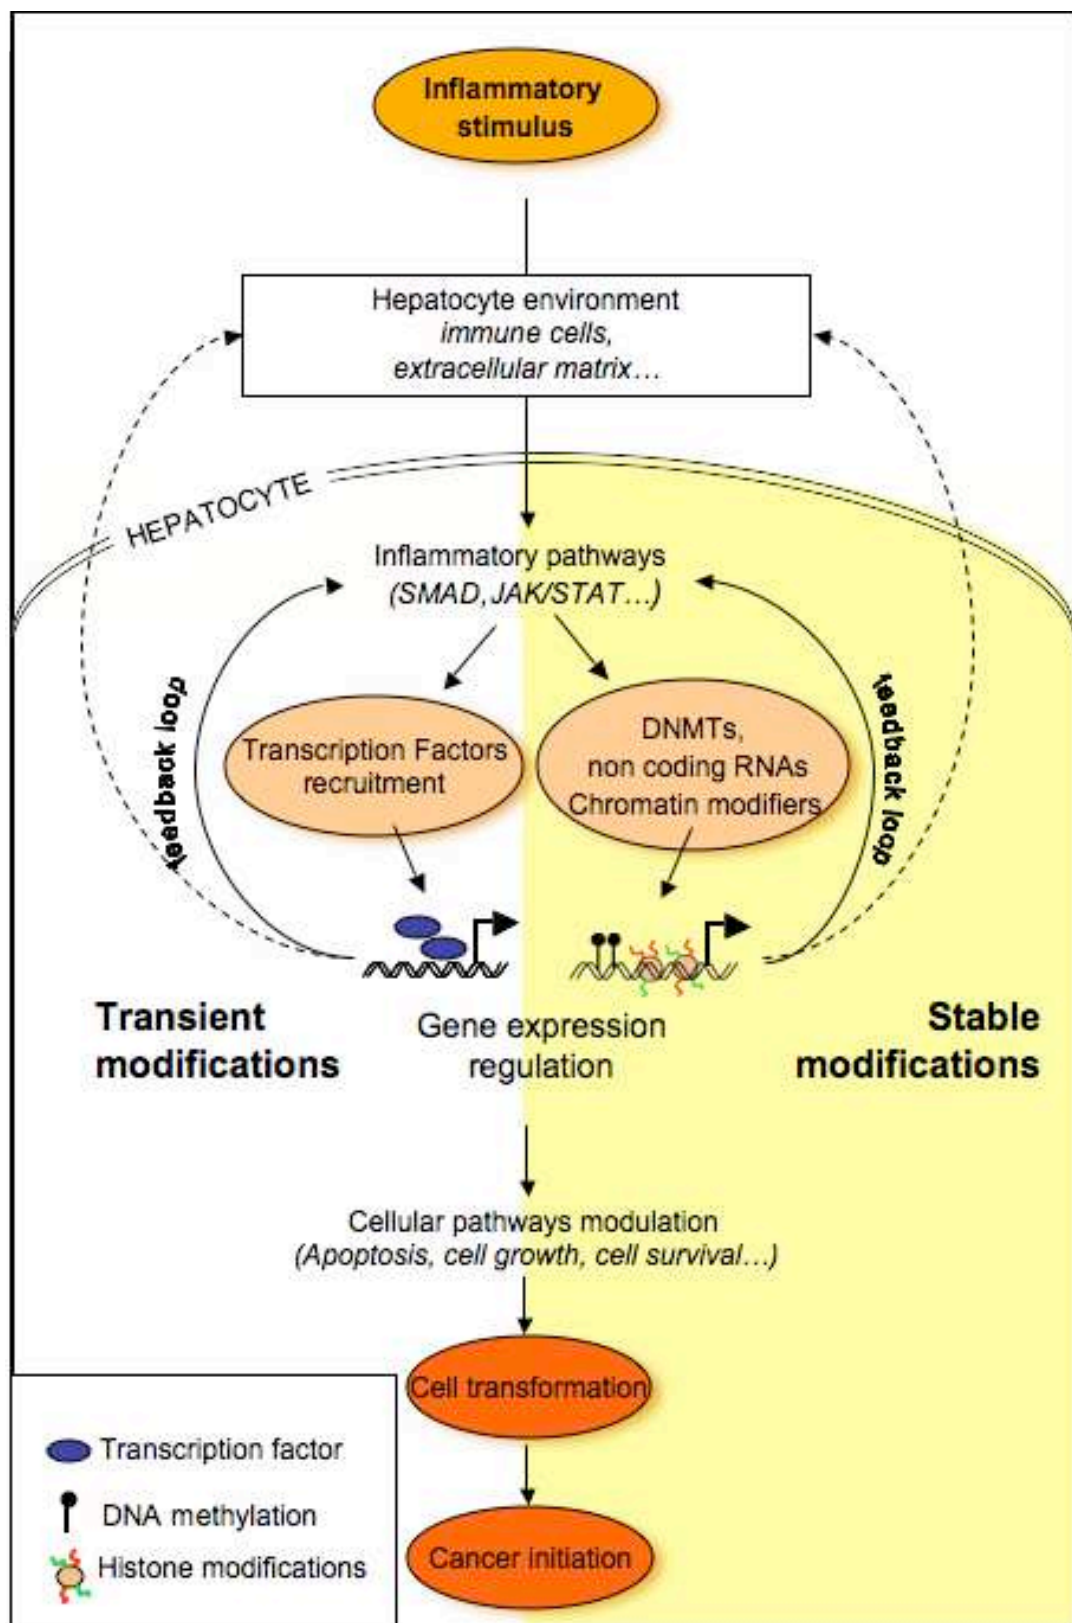 Inflammatory
stimulus
Hepatocyte environment
immune cells,
extracellular matrix…
HEPATOCYTE
Inflammatory pathways
(SMAD, JAK/STAT…)
feedback loop
feedback loop
Transcription Factors
recruitment
DNMTs,
non coding RNAs
Chromatin modifiers
Transient
modifications
Gene expression
regulation
Stable
modifications
Cellular pathways modulation
(Apoptosis, cell growth, cell survival…)
Cell transformation
Cancer initiation
Transcription factor
DNA methylation
Histone modifications